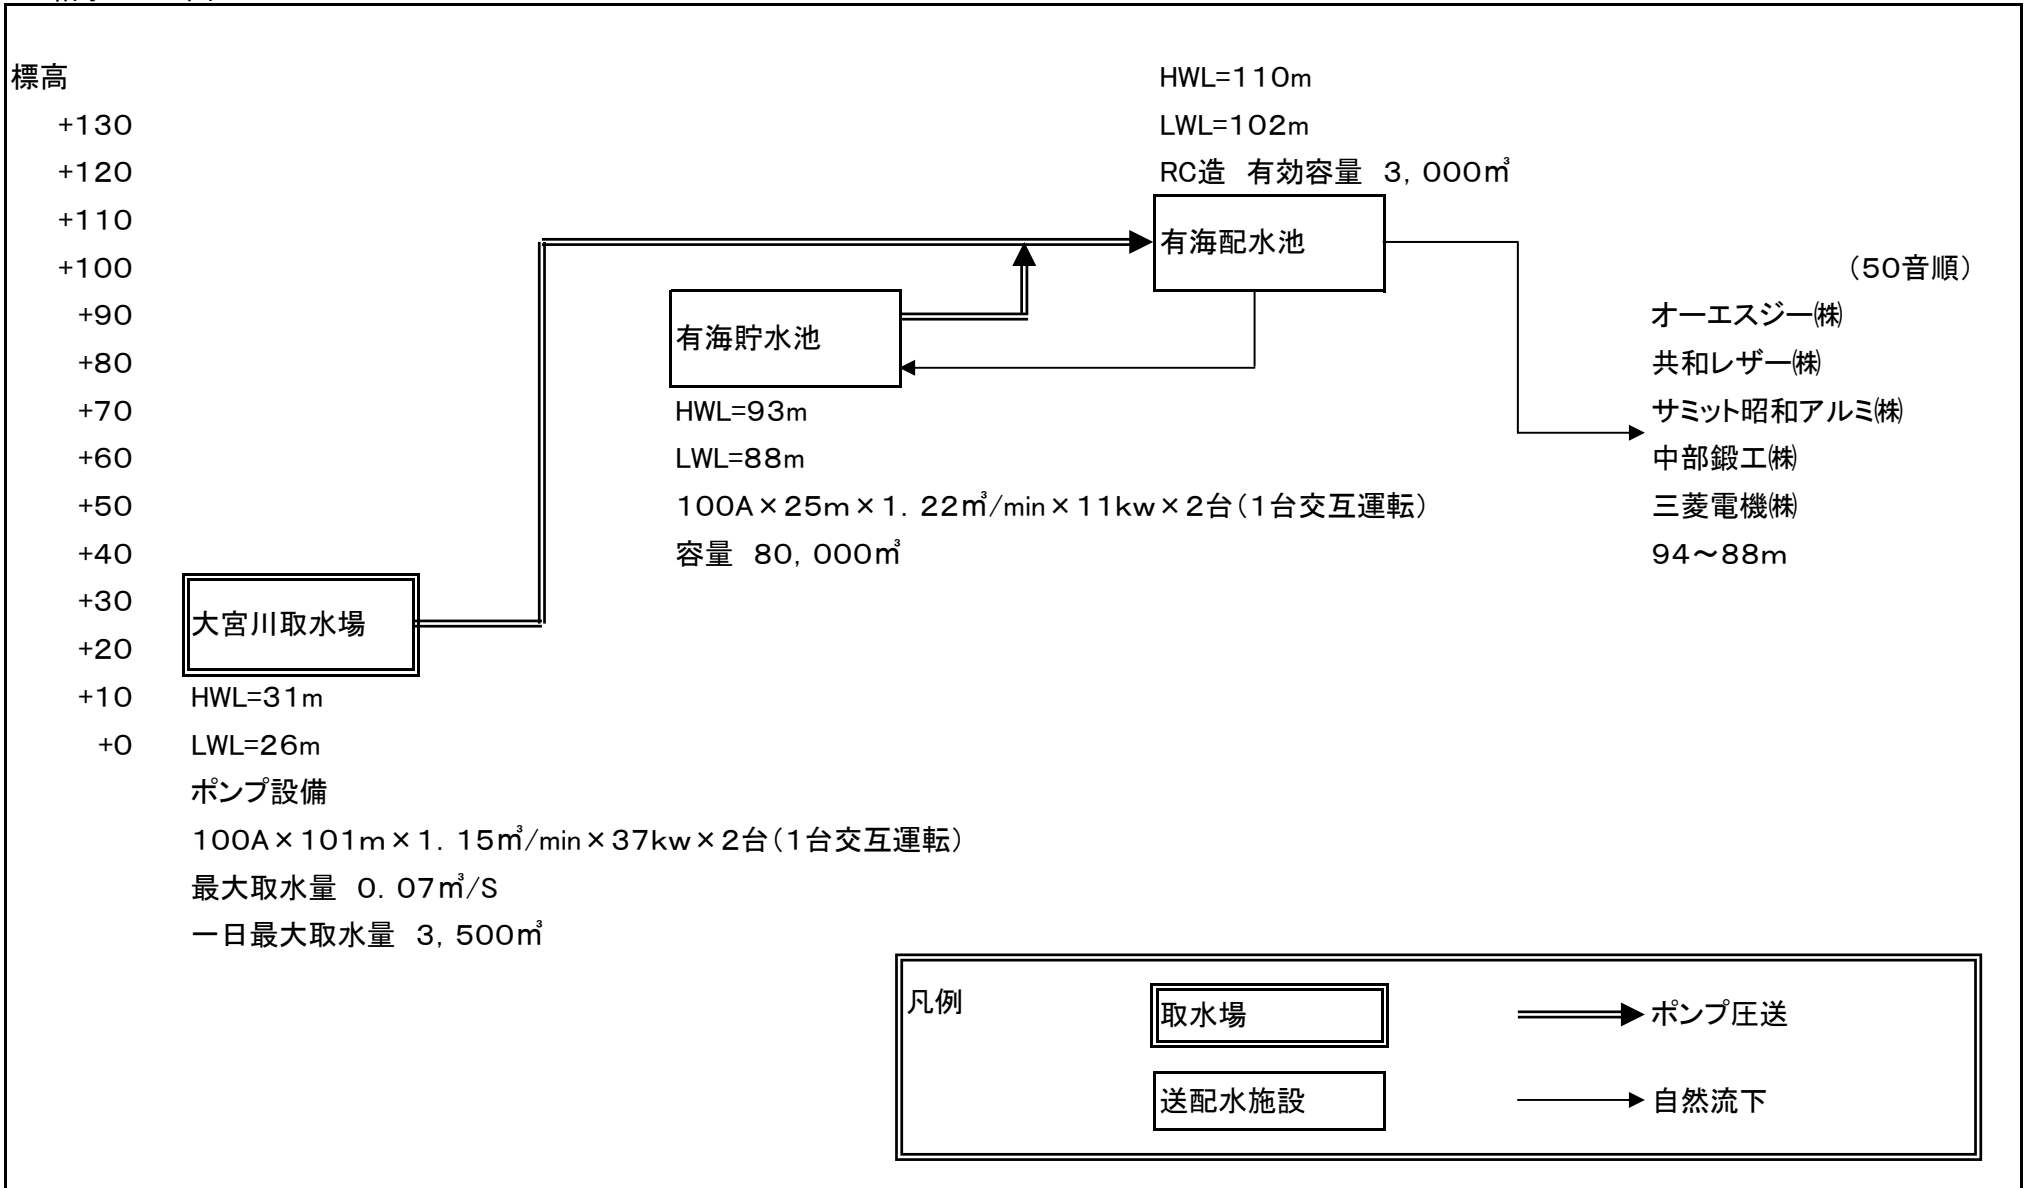 標高
+130
+120
+110
+100
+90
+80
+70
+60
+50
+40
+30
+20
+10
+0
HWL=110m
LWL=102m
RC造　有効容量　3,000㎥
有海配水池
有海貯水池
HWL=93m
LWL=88m
100A×25m×1.22㎥/min×11kw×2台(1台交互運転)
容量　80,000㎥
(50音順)
オーエスジー㈱
共和レザー㈱
サミット昭和アルミ㈱
中部鍛工㈱
三菱電機㈱
94～88m
大宮川取水場
HWL=31m
LWL=26m
ポンプ設備
100A×101m×1.15㎥/min×37kw×2台(1台交互運転)
最大取水量　0.07㎥/S
一日最大取水量　3,500㎥
凡例
取水場
ポンプ圧送
送配水施設
自然流下